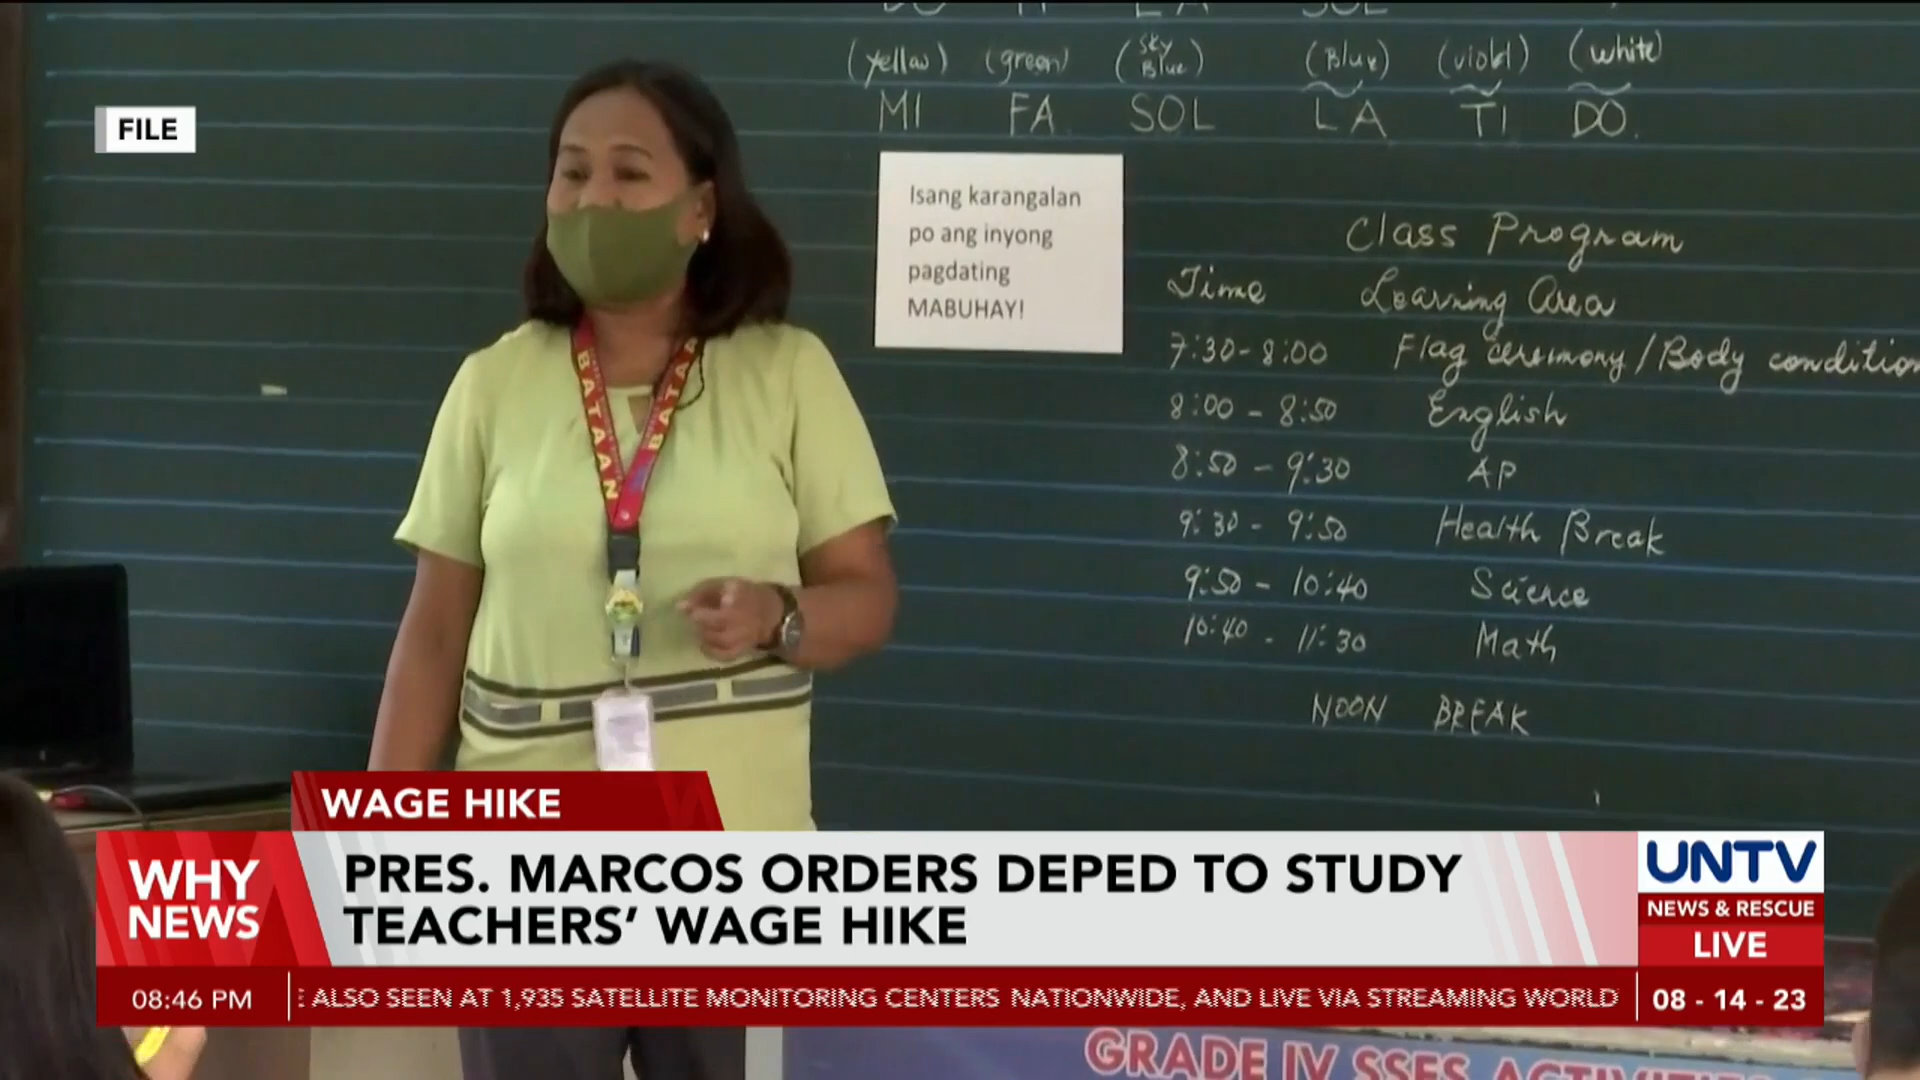 (yellow) (green) (Sky Blue) (Blue) (violet) (white)
MI FA SOL LA TI DO.
FILE
Isang karangalan
po ang inyong
pagdating
MABUHAY!
Class Program
Time Learning Area
7:30-8:00 Flag ceremony/Body condition
8:00 - 8:50 English
8:50 - 9:30 AP
9:30 - 9:50 Health Break
9:50 - 10:40 Science
10:40 - 11:30 Math
NOON BREAK
BATAAN BATAA
WAGE HIKE
WHY
NEWS
PRES. MARCOS ORDERS DEPED TO STUDY
TEACHERS’ WAGE HIKE
UNTV
NEWS & RESCUE
LIVE
08:46 PM
ALSO SEEN AT 1,935 SATELLITE MONITORING CENTERS NATIONWIDE, AND LIVE VIA STREAMING WORLD
08 - 14 - 23
GRADE IV SSES ACTIVITIES